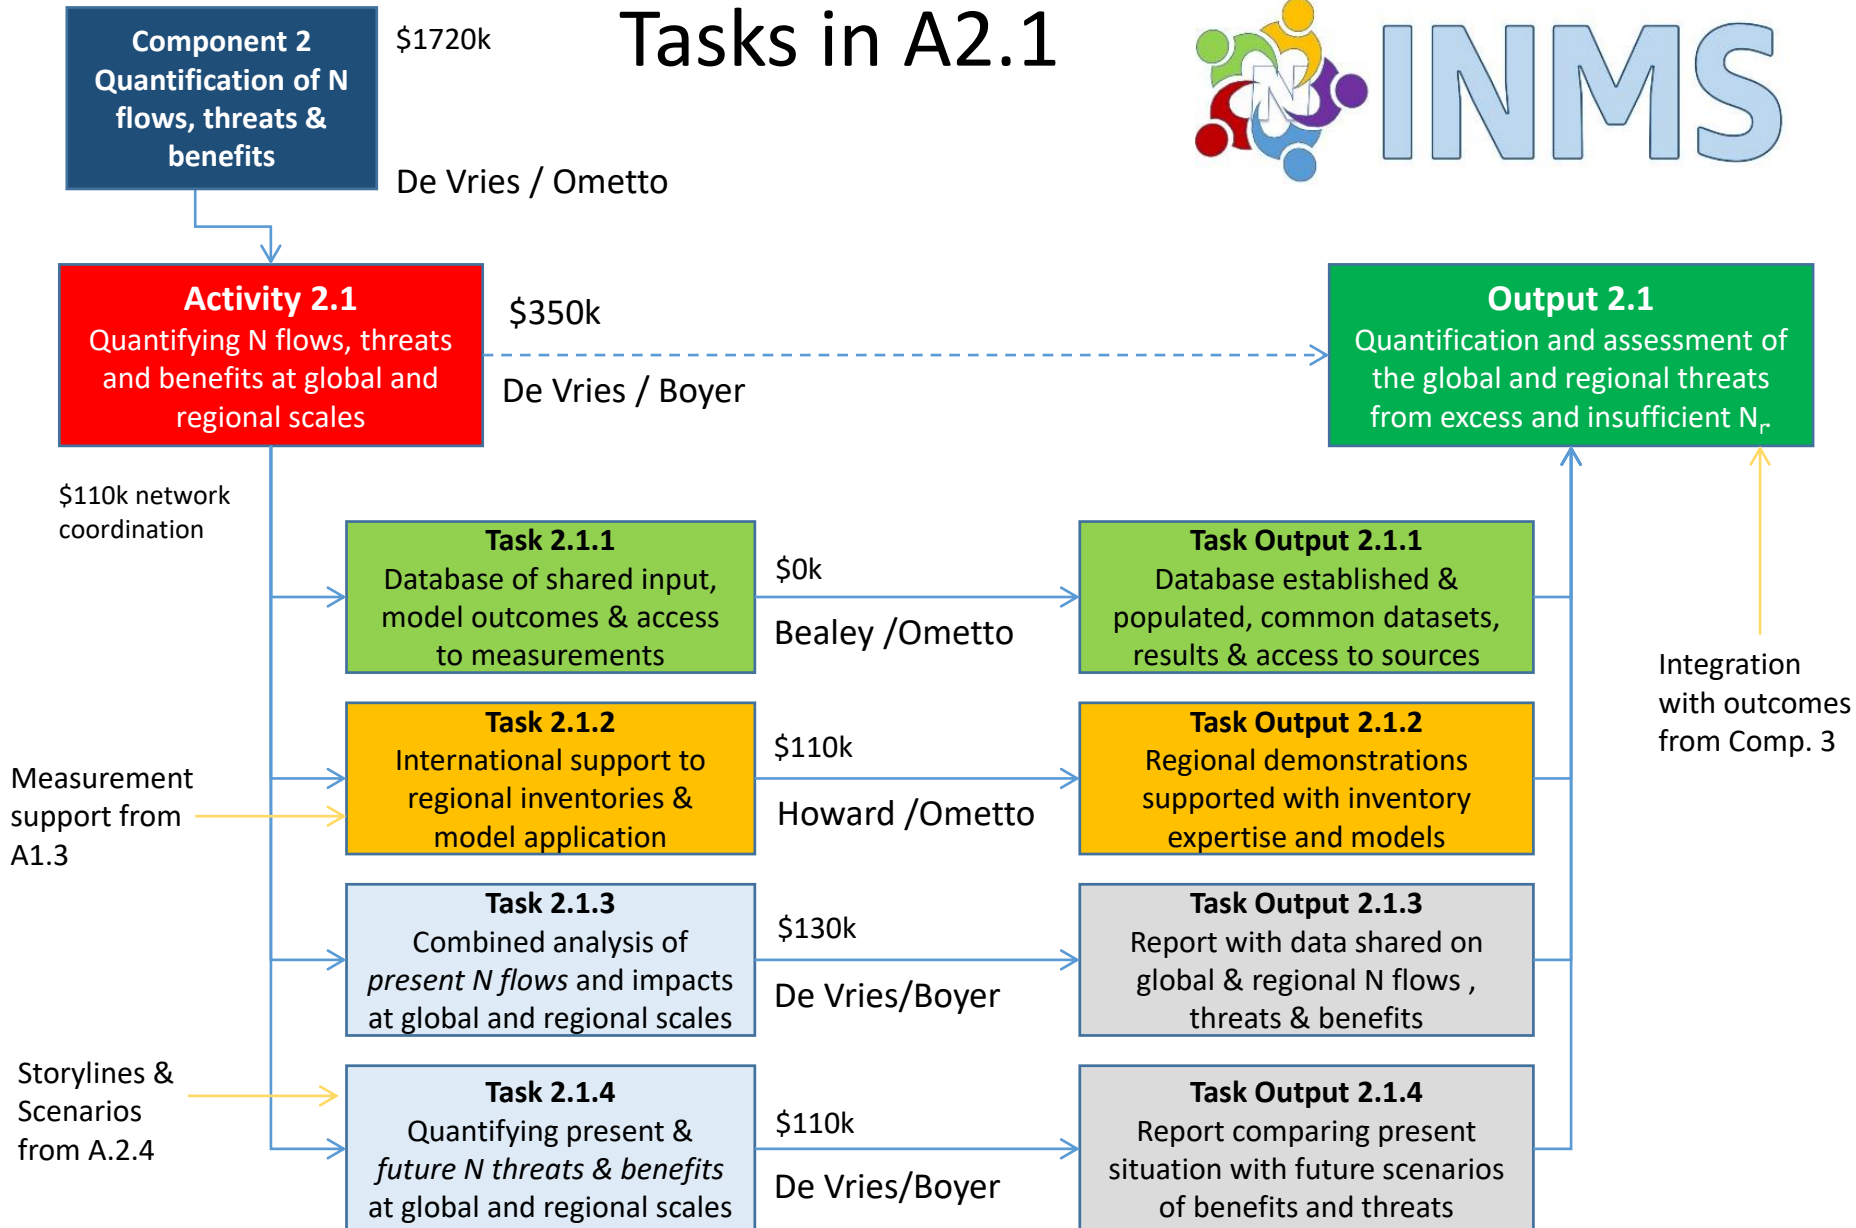 Component 2
Quantification of N
flows, threats &
benefits
$1720k
De Vries / Ometto
Tasks in A2.1
N
INMS
Activity 2.1
Quantifying N flows, threats
and benefits at global and
regional scales
$350k
De Vries / Boyer
Output 2.1
Quantification and assessment of
the global and regional threats
from excess and insufficient Nr.
$110k network
coordination
Task 2.1.1
Database of shared input,
model outcomes & access
to measurements
$0k
Bealey /Ometto
Task Output 2.1.1
Database established &
populated, common datasets,
results & access to sources
Integration
with outcomes
from Comp. 3
Measurement
support from
A1.3
Task 2.1.2
International support to
regional inventories &
model application
$110k
Howard /Ometto
Task Output 2.1.2
Regional demonstrations
supported with inventory
expertise and models
Task 2.1.3
Combined analysis of
present N flows and impacts
at global and regional scales
$130k
De Vries/Boyer
Task Output 2.1.3
Report with data shared on
global & regional N flows ,
threats & benefits
Storylines &
Scenarios
from A.2.4
Task 2.1.4
Quantifying present &
future N threats & benefits
at global and regional scales
$110k
De Vries/Boyer
Task Output 2.1.4
Report comparing present
situation with future scenarios
of benefits and threats